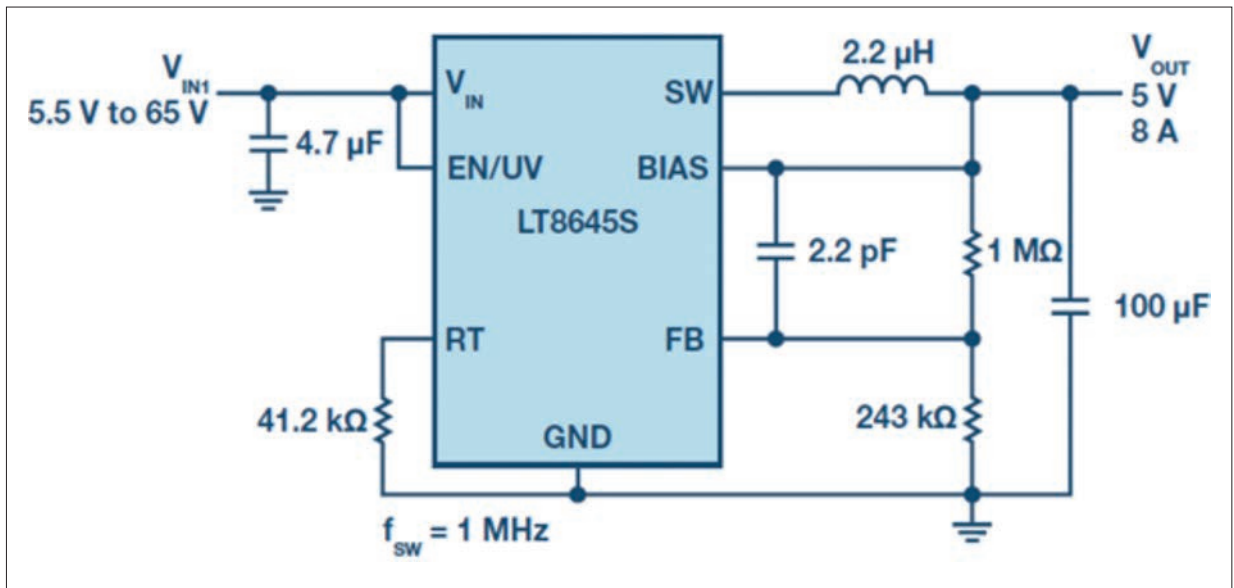 V_IN1
5.5 V to 65 V
4.7 µF
V_IN
EN/UV
RT
LT8645S
SW
BIAS
FB
GND
2.2 µH
V_OUT
5 V
8 A
2.2 pF
1 MΩ
100 µF
41.2 kΩ
243 kΩ
f_SW = 1 MHz